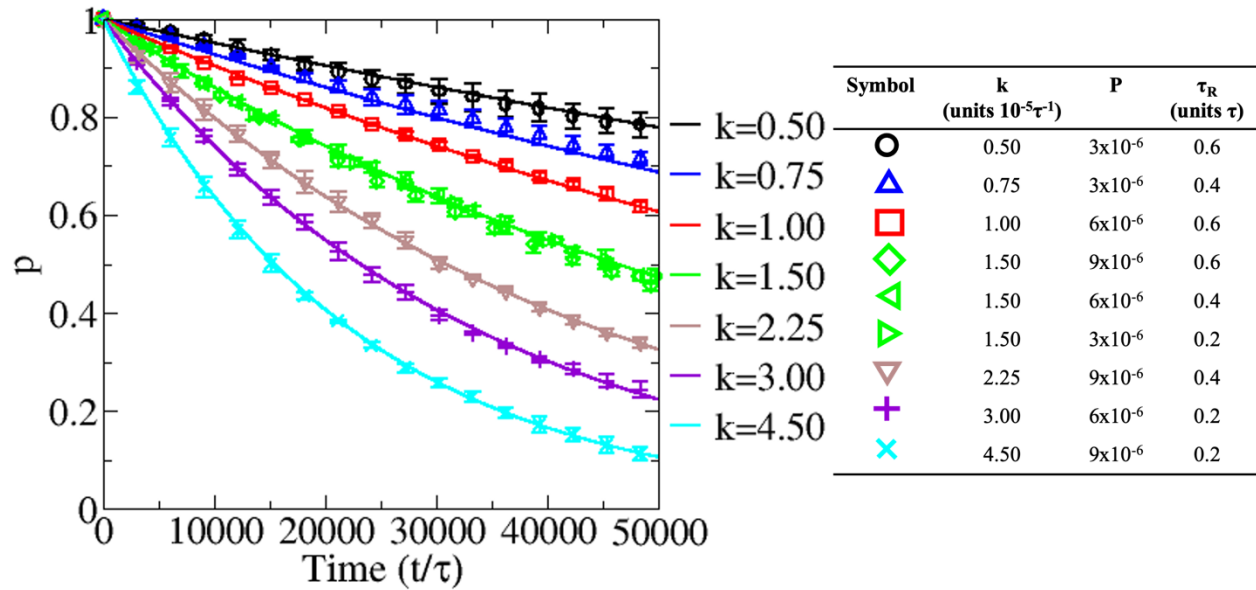 1
0.8
0.6
0.4
0.2
0
p
0 10000 20000 30000 40000 50000
Time (t/τ)
k=0.50
k=0.75
k=1.00
k=1.50
k=2.25
k=3.00
k=4.50
Symbol k P τR
(units 10⁻⁵τ⁻¹) (units τ)
0.50 3x10⁻⁶ 0.6
0.75 3x10⁻⁶ 0.4
1.00 6x10⁻⁶ 0.6
1.50 9x10⁻⁶ 0.6
1.50 6x10⁻⁶ 0.4
1.50 3x10⁻⁶ 0.2
2.25 9x10⁻⁶ 0.4
3.00 6x10⁻⁶ 0.2
4.50 9x10⁻⁶ 0.2